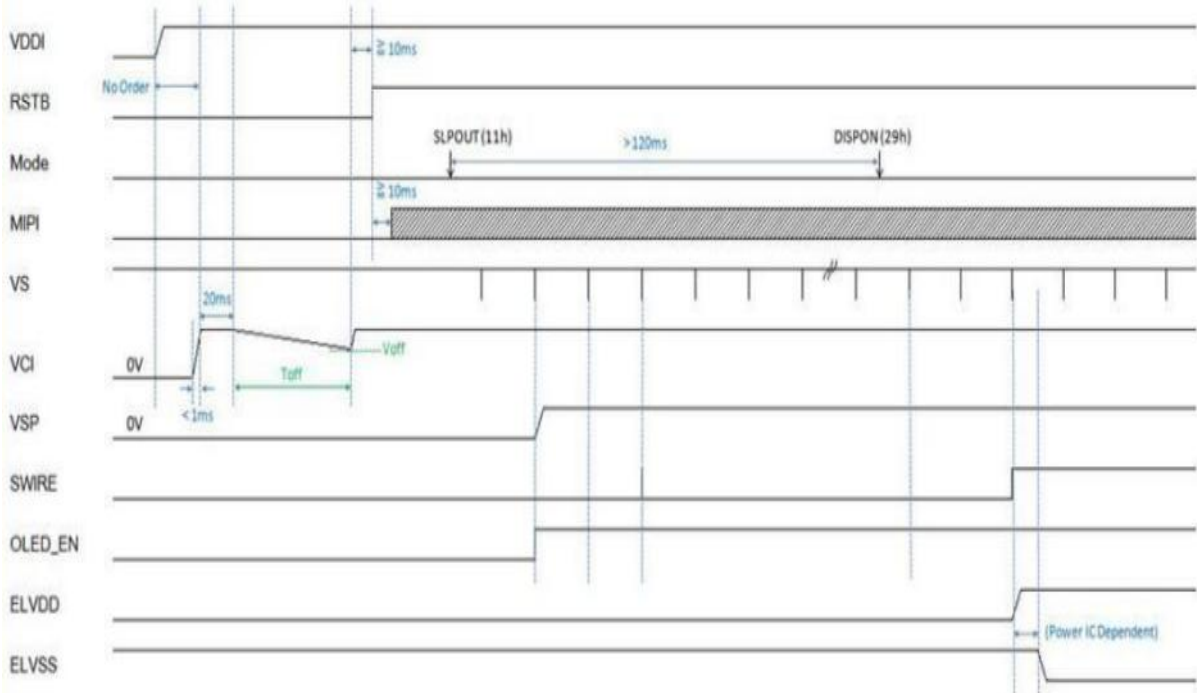 VDDI
≧ 10ms
No Order
RSTB
SLPOUT (11h)
>120ms
DISPON (29h)
Mode
≧ 10ms
MIPI
VS
20ms
VCI
0V
Voff
Toff
<1ms
VSP
0V
SWIRE
OLED_EN
ELVDD
(Power IC Dependent)
ELVSS